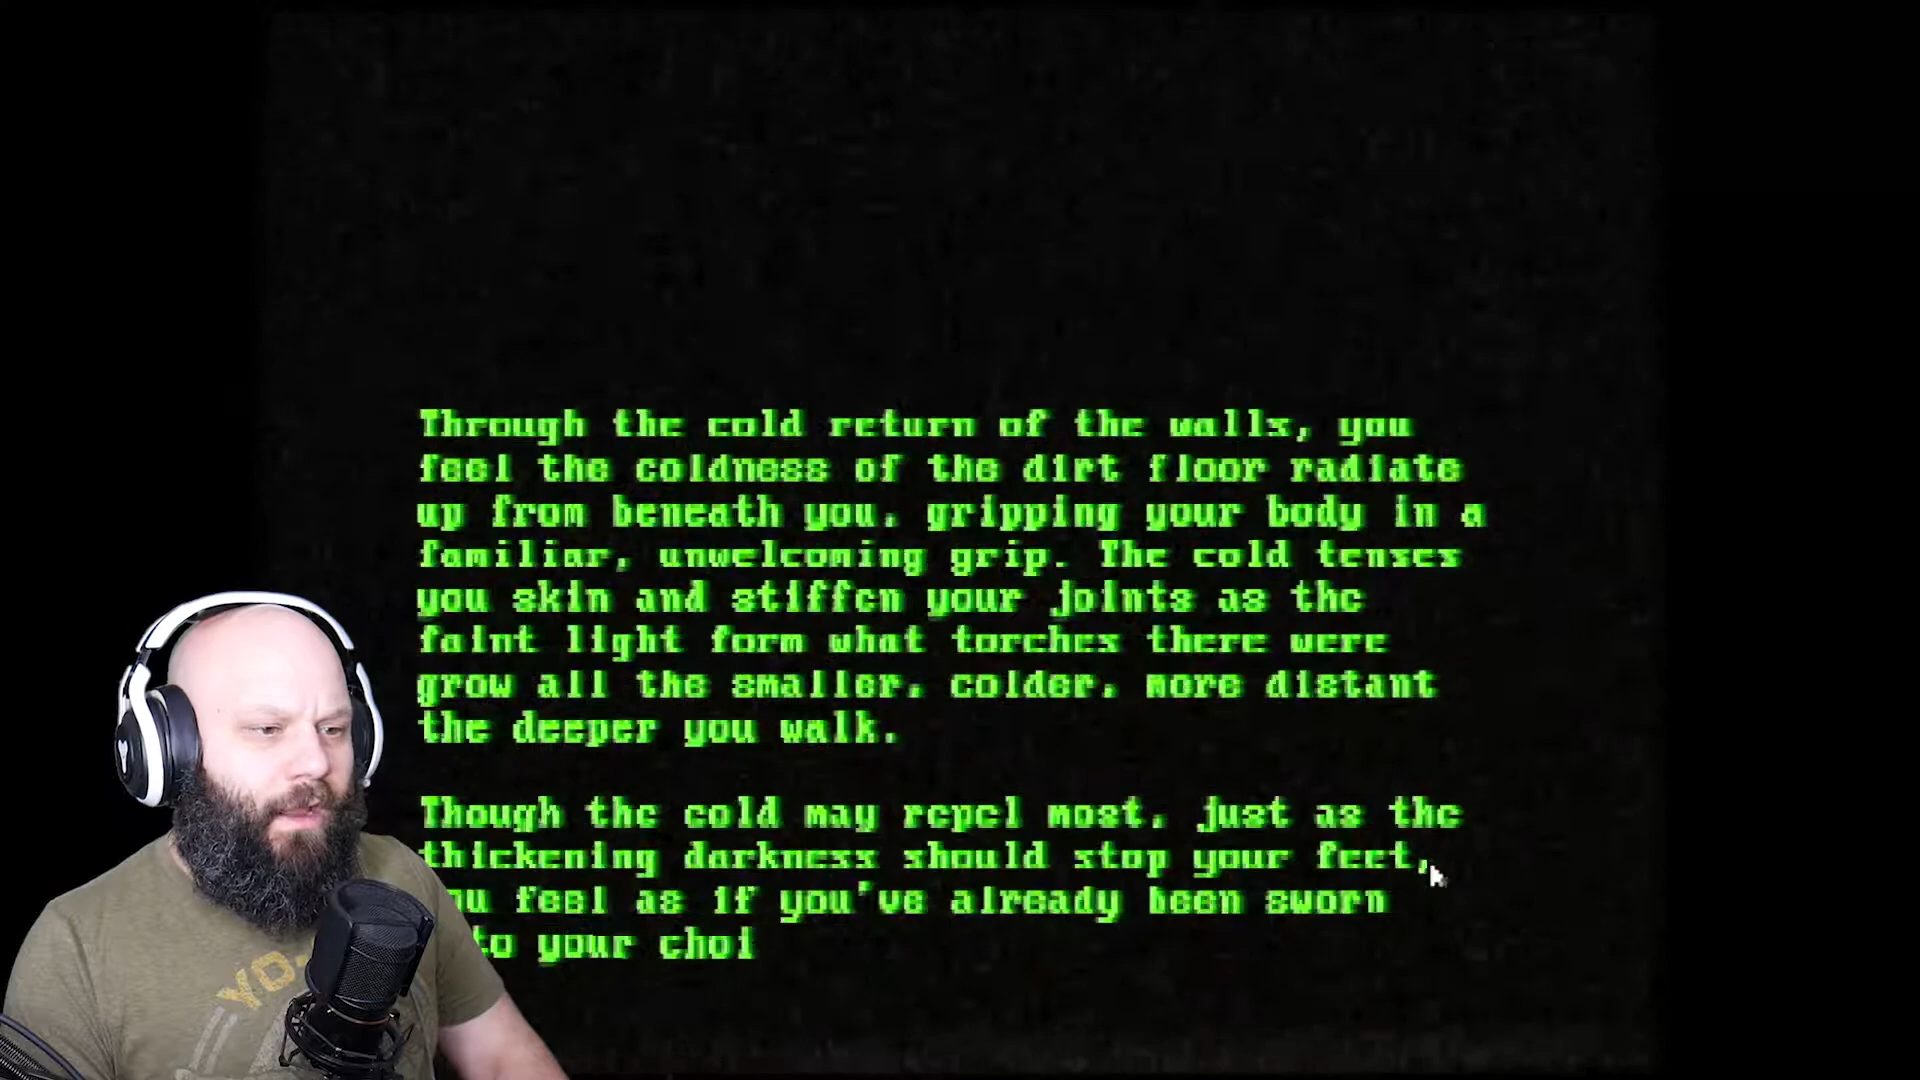 Through the cold return of the walls, you
feel the coldness of the dirt floor radiate
up from beneath you, gripping your body in a
familiar, unwelcoming grip. The cold tenses
you skin and stiffen your joints as the
faint light form what torches there were
grow all the smaller, colder, more distant
the deeper you walk.
Though the cold may repel most, just as the
thickening darkness should stop your feet,
you feel as if you've already been sworn
to your choi
YO